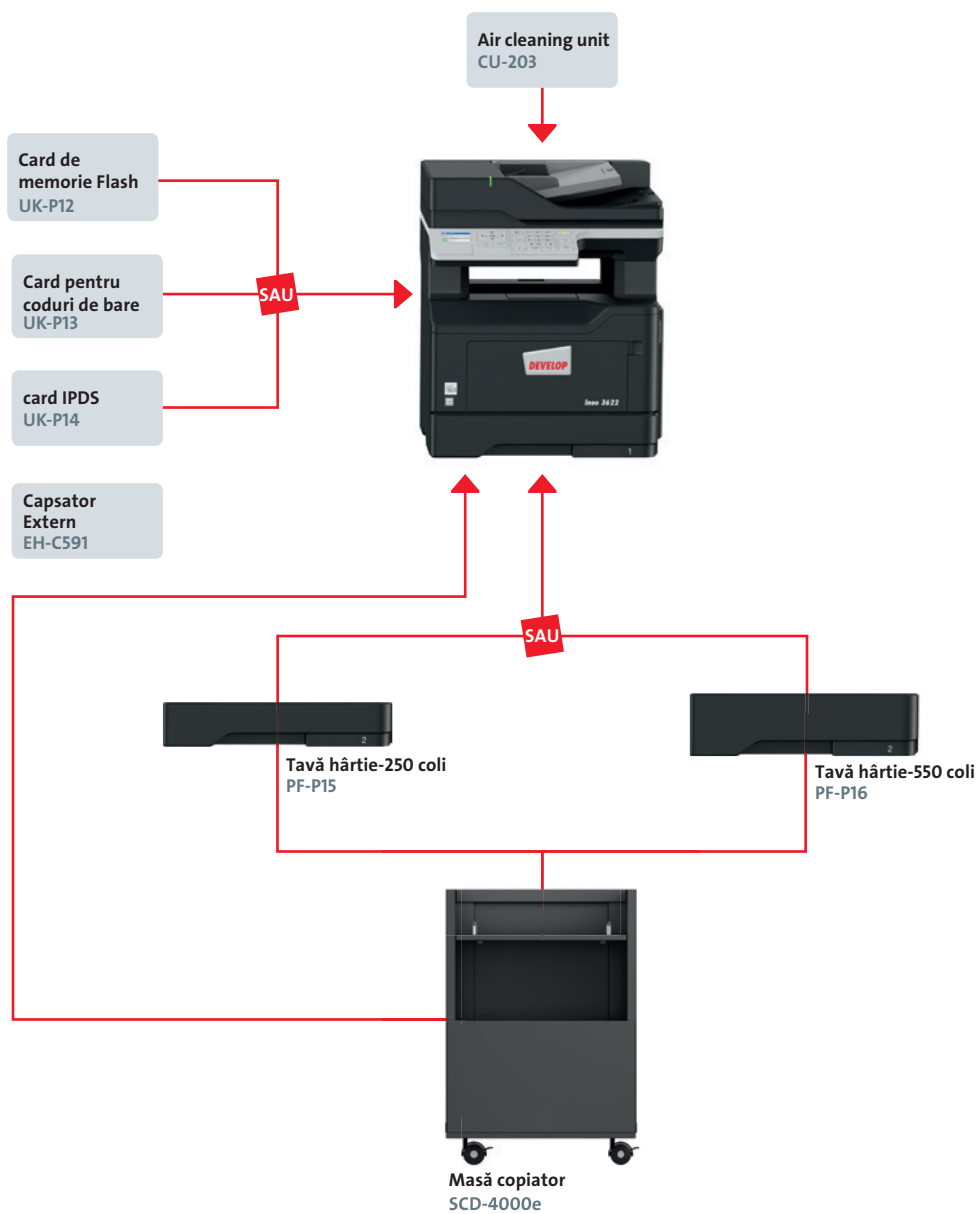 Air cleaning unit
CU-203
Card de
memorie Flash
UK-P12
Card pentru
coduri de bare
UK-P13
SAU
card IPDS
UK-P14
DEVELOP
ineo 3622
1
Capsator
Extern
EH-C591
SAU
2
Tavă hârtie-250 coli
PF-P15
2
Tavă hârtie-550 coli
PF-P16
Masă copiator
SCD-4000e